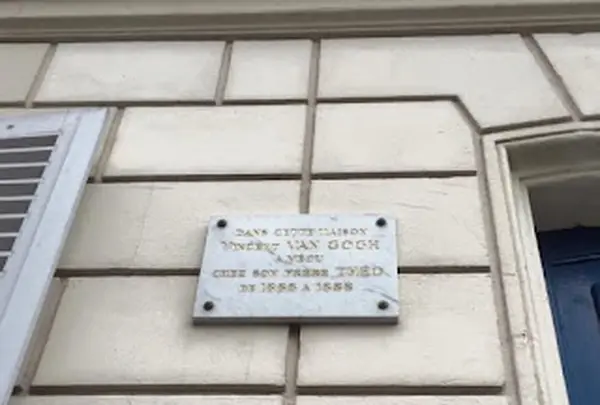 DANS CETTE MAISON
VINCENT VAN GOGH
A VÉCU
CHEZ SON FRÈRE THÉO
DE 1886 A 1888